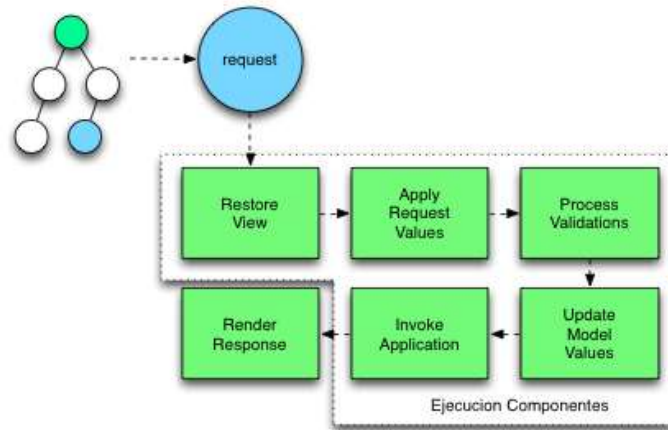 request
Restore
View
Apply
Request
Values
Process
Validations
Render
Response
Invoke
Application
Update
Model
Values
Ejecucion Componentes